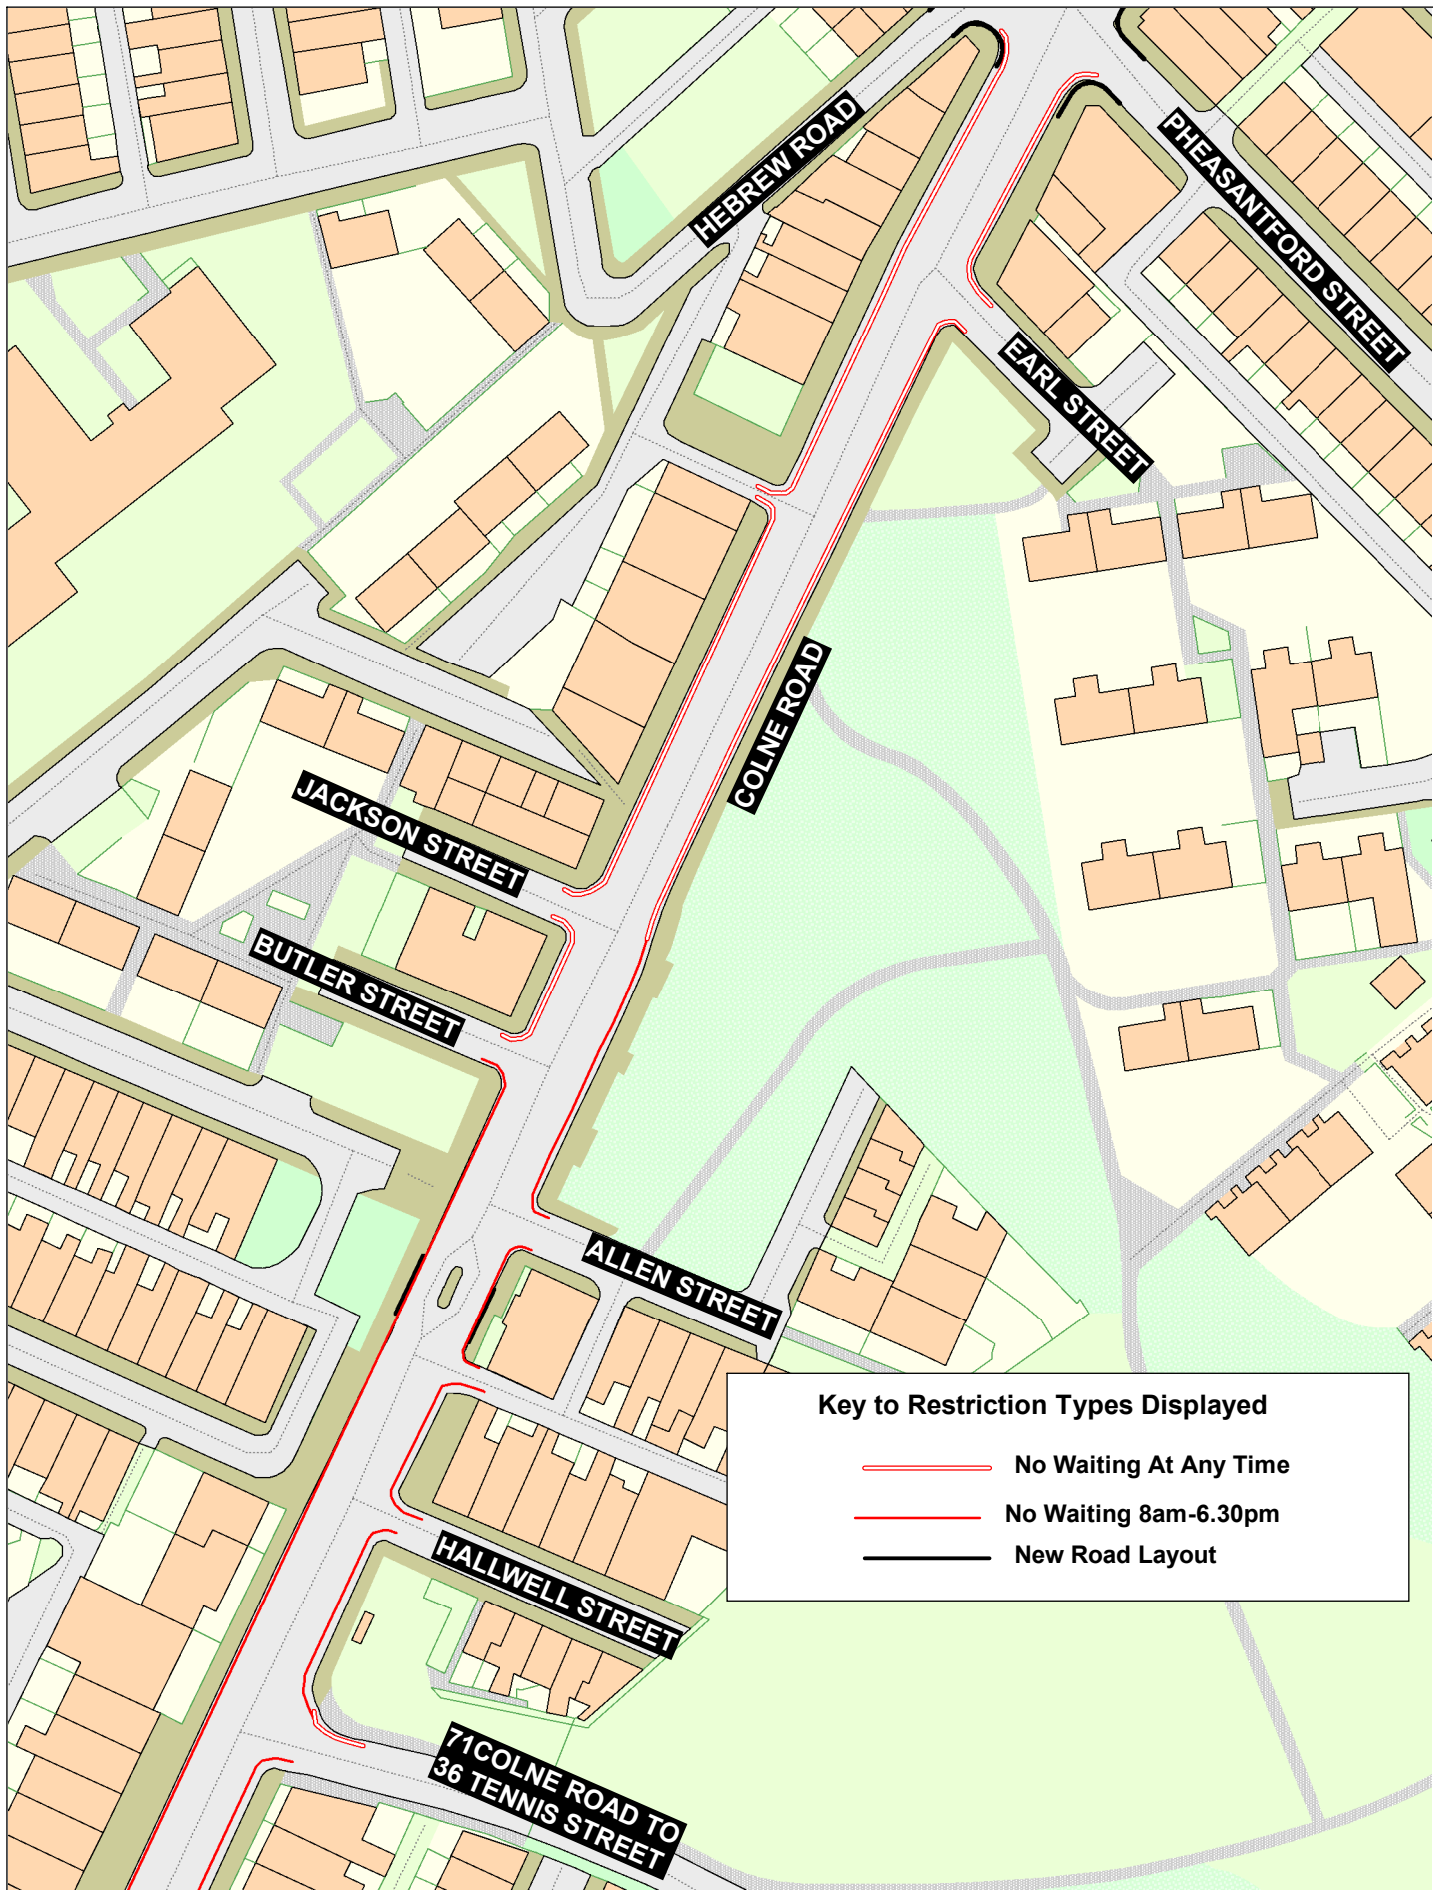 HEBREW ROAD
PHEASANTFORD STREET
EARL STREET
COLNE ROAD
JACKSON STREET
BUTLER STREET
ALLEN STREET
Key to Restriction Types Displayed
No Waiting At Any Time
No Waiting 8am-6.30pm
New Road Layout
HALLWELL STREET
71COLNE ROAD TO
36 TENNIS STREET